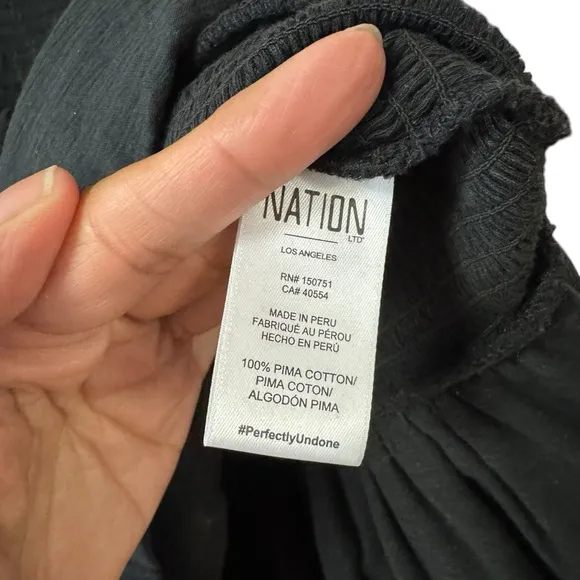 NATION
LTD
LOS ANGELES
RN# 150751
CA# 40554
MADE IN PERU
FABRIQUÉ AU PÉROU
HECHO EN PERÚ
100% PIMA COTTON/
PIMA COTON/
ALGODÓN PIMA
#PerfectlyUndone